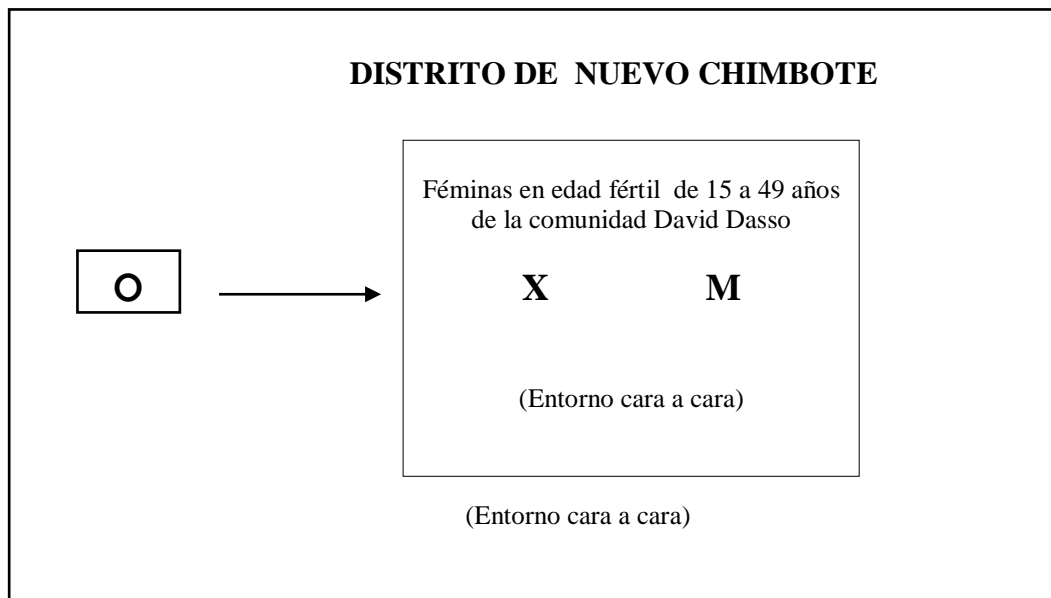 DISTRITO DE NUEVO CHIMBOTE
Féminas en edad fértil de 15 a 49 años
de la comunidad David Dasso
O
X M
(Entorno cara a cara)
(Entorno cara a cara)